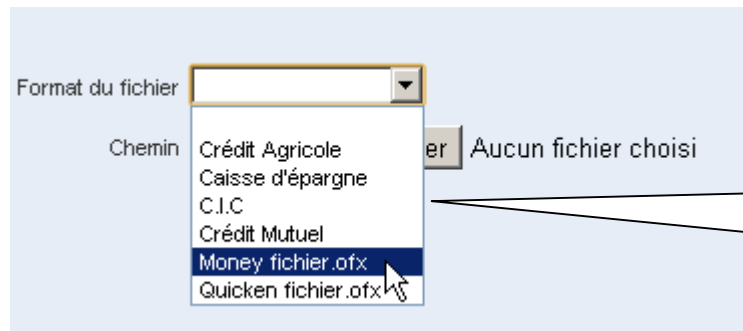 Format du fichier
Chemin er Aucun fichier choisi
Crédit Agricole
Caisse d'épargne
C.I.C
Crédit Mutuel
Money fichier.ofx
Quicken fichier.ofx